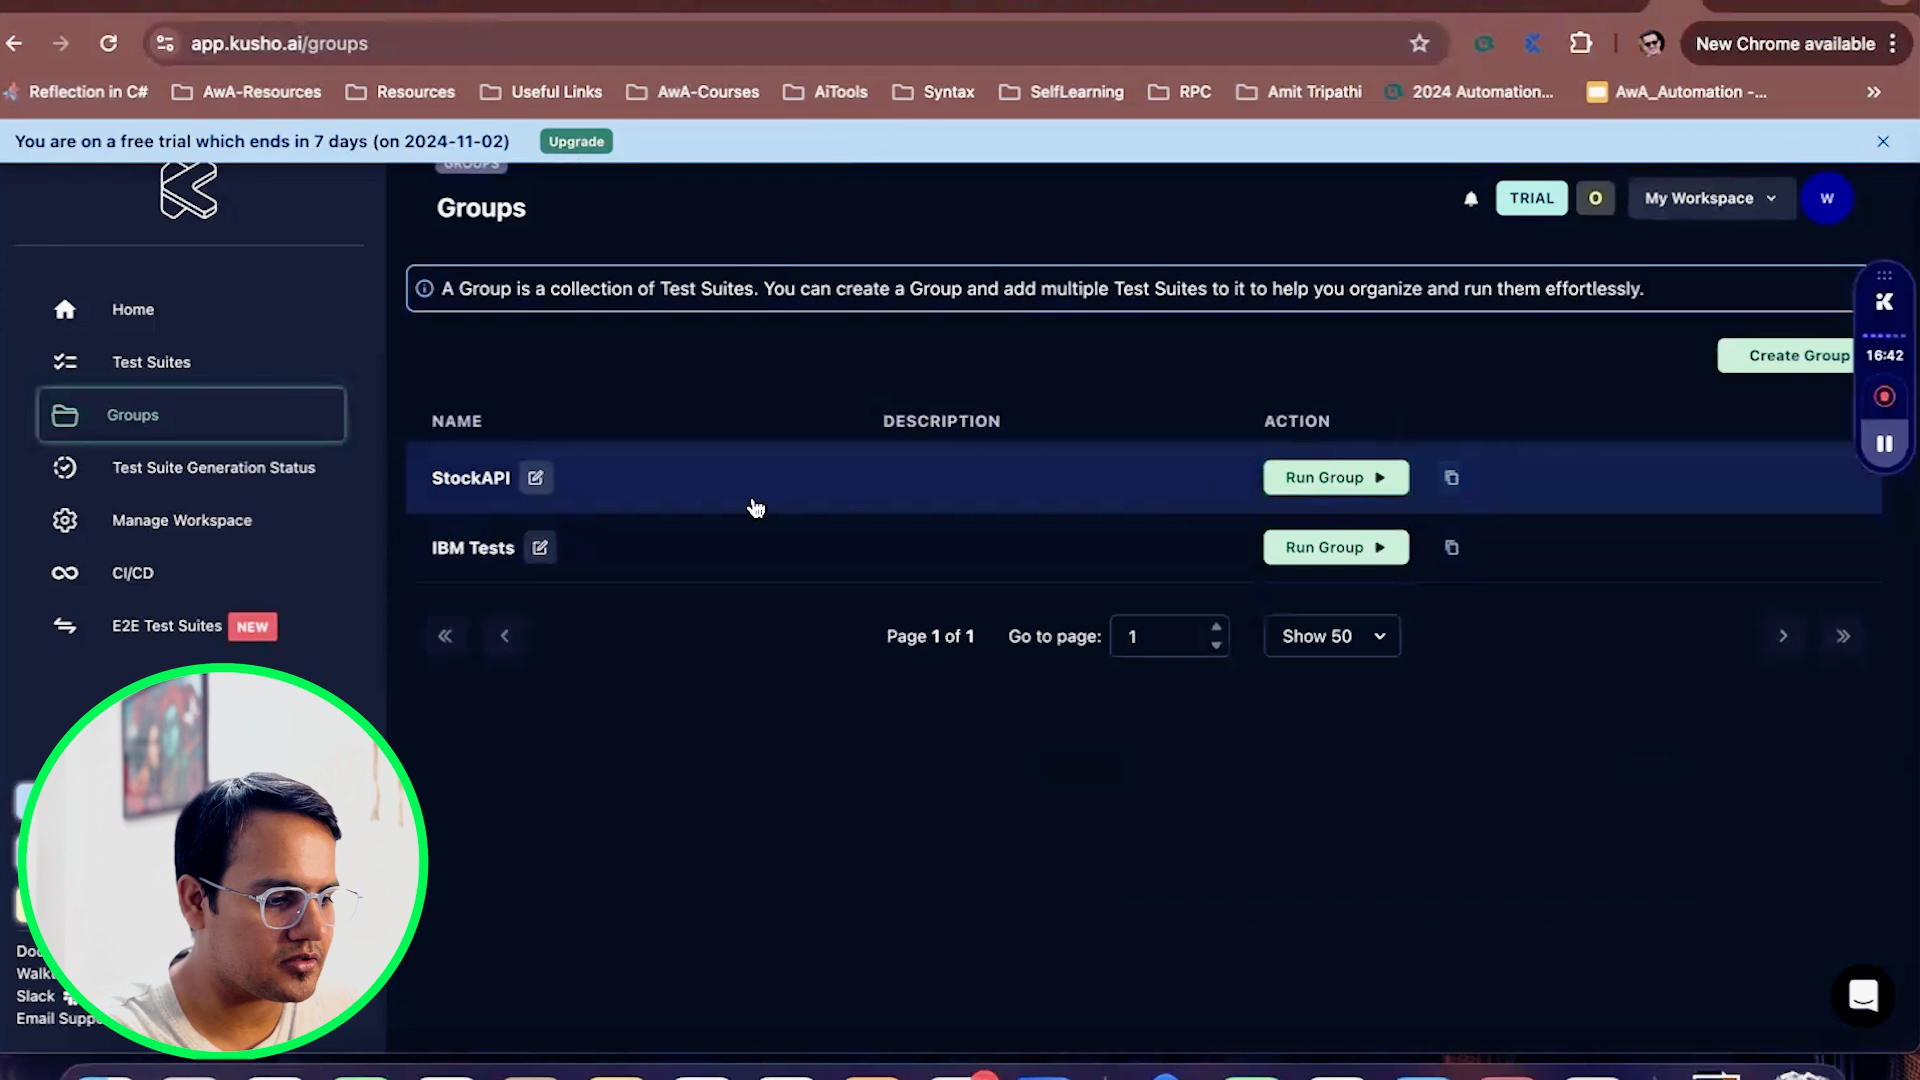 app.kusho.ai/groups
New Chrome available
Reflection in C#
AwA-Resources
Resources
Useful Links
AwA-Courses
AiTools
Syntax
SelfLearning
RPC
Amit Tripathi
2024 Automation...
AwA_Automation -...
You are on a free trial which ends in 7 days (on 2024-11-02)
Upgrade
GROUPS
Groups
TRIAL
O
My Workspace
W
Home
Test Suites
Groups
Test Suite Generation Status
Manage Workspace
CI/CD
E2E Test Suites NEW
A Group is a collection of Test Suites. You can create a Group and add multiple Test Suites to it to help you organize and run them effortlessly.
Create Group
16:42
NAME DESCRIPTION ACTION
StockAPI Run Group
IBM Tests Run Group
Page 1 of 1 Go to page: 1 Show 50
Slack
Email